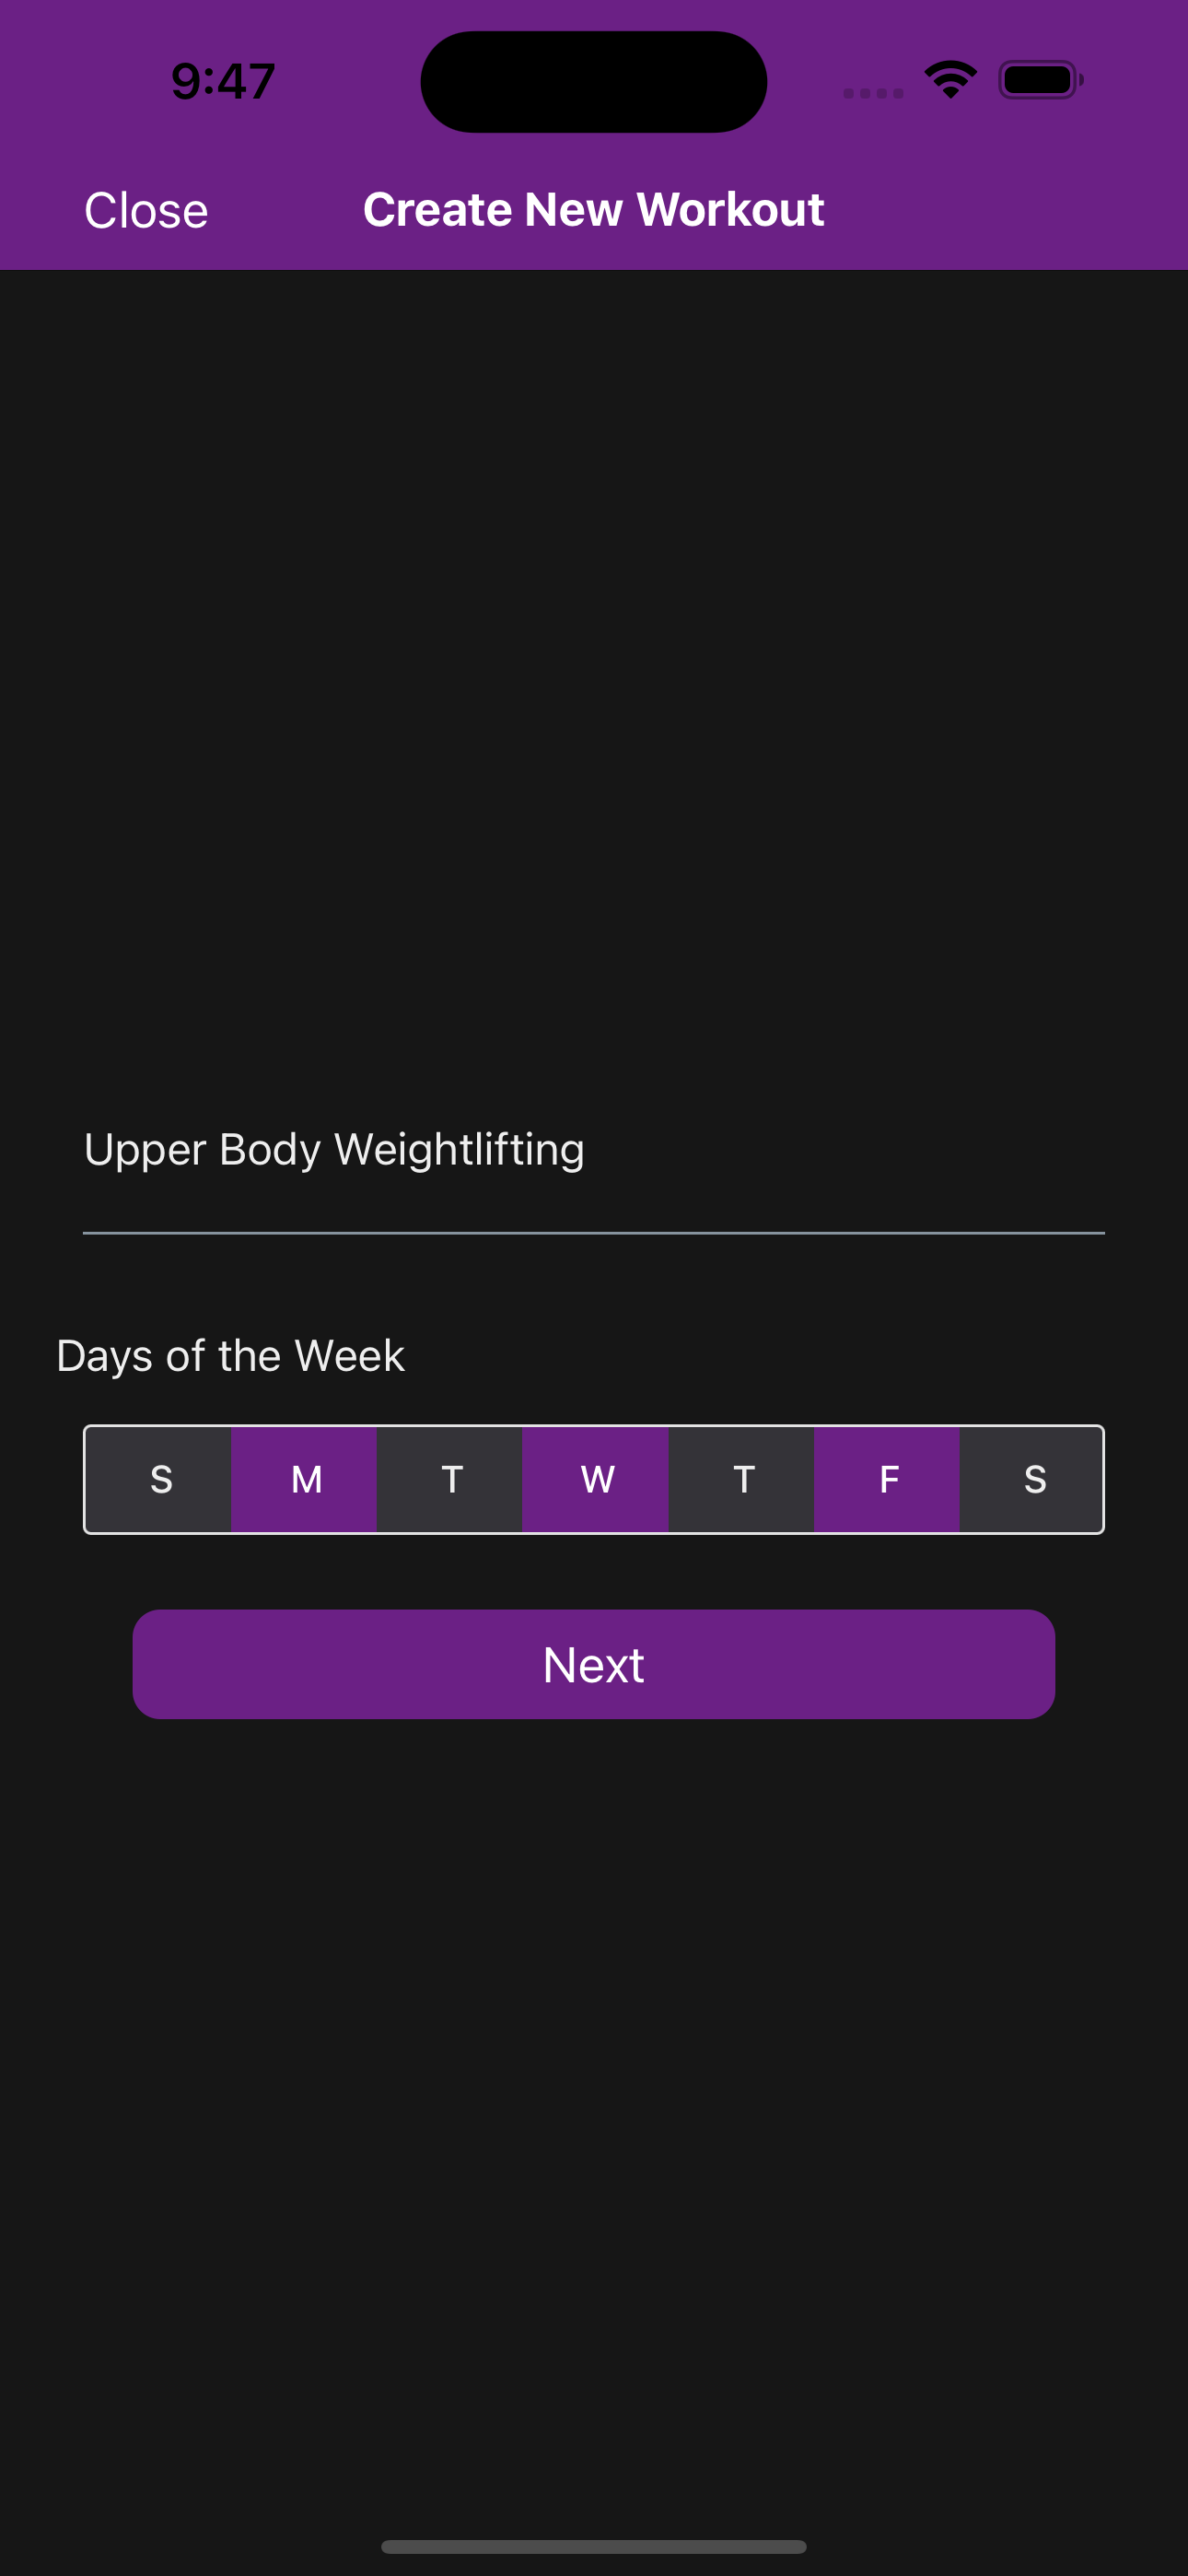 9:47
Close Create New Workout
Upper Body Weightlifting
Days of the Week
S M T W T F S
Next